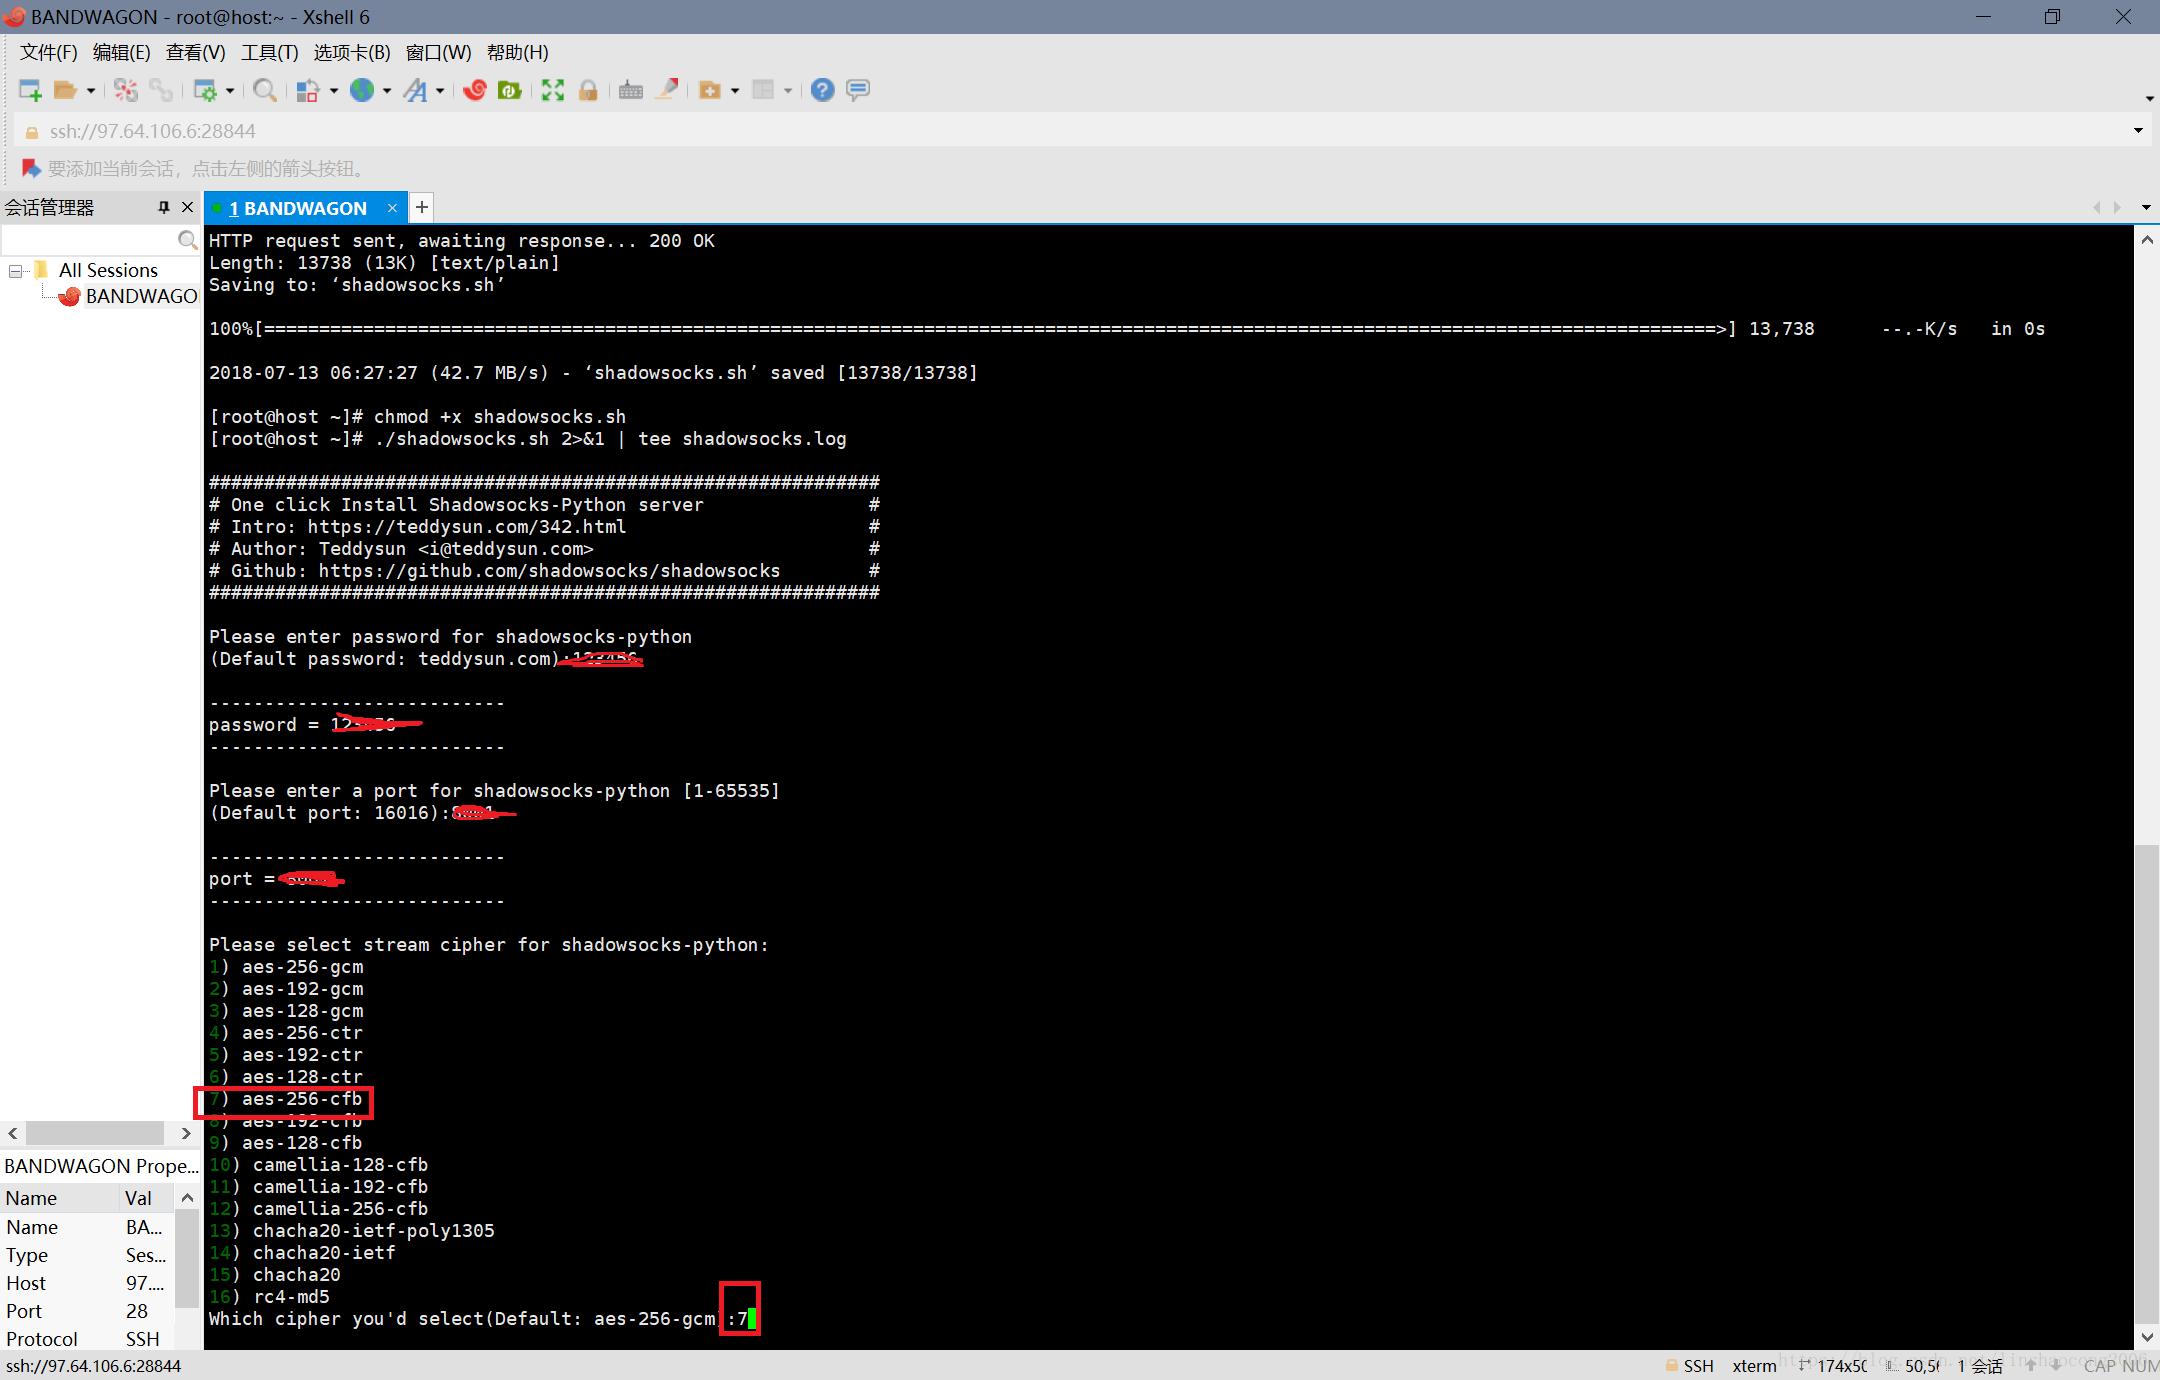 BANDWAGON - root@host:~ - Xshell 6
文件(F) 编辑(E) 查看(V) 工具(T) 选项卡(B) 窗口(W) 帮助(H)
ssh://97.64.106.6:28844
要添加当前会话，点击左侧的箭头按钮。
会话管理器
1 BANDWAGON
All Sessions
BANDWAGO
HTTP request sent, awaiting response... 200 OK
Length: 13738 (13K) [text/plain]
Saving to: ‘shadowsocks.sh’
100%[====================================================================================================================================>] 13,738 --.-K/s in 0s
2018-07-13 06:27:27 (42.7 MB/s) - ‘shadowsocks.sh’ saved [13738/13738]
[root@host ~]# chmod +x shadowsocks.sh
[root@host ~]# ./shadowsocks.sh 2>&1 | tee shadowsocks.log
#############################################################
# One click Install Shadowsocks-Python server #
# Intro: https://teddysun.com/342.html #
# Author: Teddysun <i@teddysun.com> #
# Github: https://github.com/shadowsocks/shadowsocks #
#############################################################
Please enter password for shadowsocks-python
(Default password: teddysun.com):
---------------------------
password =
---------------------------
Please enter a port for shadowsocks-python [1-65535]
(Default port: 16016):
---------------------------
port =
---------------------------
Please select stream cipher for shadowsocks-python:
1) aes-256-gcm
2) aes-192-gcm
3) aes-128-gcm
4) aes-256-ctr
5) aes-192-ctr
6) aes-128-ctr
7) aes-256-cfb
8) aes-192-cfb
9) aes-128-cfb
10) camellia-128-cfb
11) camellia-192-cfb
12) camellia-256-cfb
13) chacha20-ietf-poly1305
14) chacha20-ietf
15) chacha20
16) rc4-md5
Which cipher you'd select(Default: aes-256-gcm):7
BANDWAGON Prope...
Name Val
Name BA...
Type Ses...
Host 97....
Port 28
Protocol SSH
ssh://97.64.106.6:28844
SSH xterm 174x50 50,50 1 会话 CAP NUM